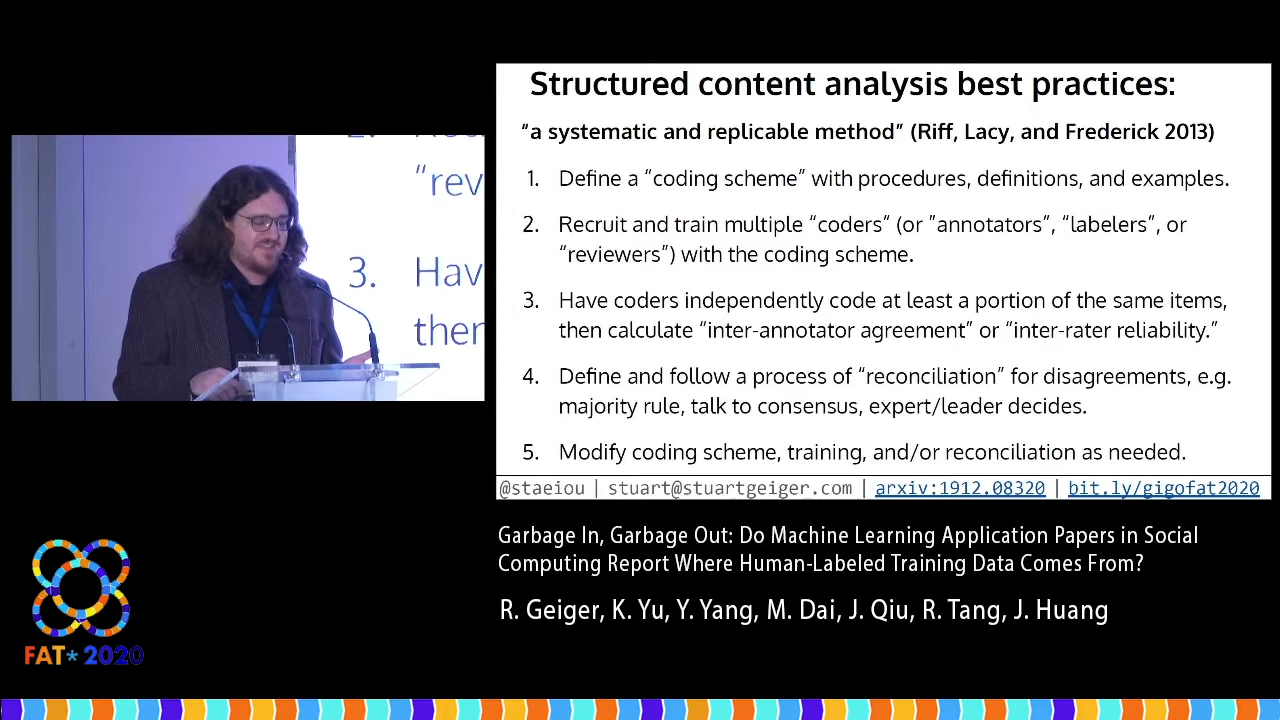 Structured content analysis best practices:
"a systematic and replicable method" (Riff, Lacy, and Frederick 2013)
1. Define a "coding scheme" with procedures, definitions, and examples.
2. Recruit and train multiple "coders" (or "annotators", "labelers", or
"reviewers") with the coding scheme.
3. Have coders independently code at least a portion of the same items,
then calculate "inter-annotator agreement" or "inter-rater reliability."
4. Define and follow a process of "reconciliation" for disagreements, e.g.
majority rule, talk to consensus, expert/leader decides.
5. Modify coding scheme, training, and/or reconciliation as needed.
@staeiou | stuart@stuartgeiger.com | arxiv:1912.08320 | bit.ly/gigofat2020
"rev
3. Hav
then
Garbage In, Garbage Out: Do Machine Learning Application Papers in Social
Computing Report Where Human-Labeled Training Data Comes From?
R. Geiger, K. Yu, Y. Yang, M. Dai, J. Qiu, R. Tang, J. Huang
FAT* 2020